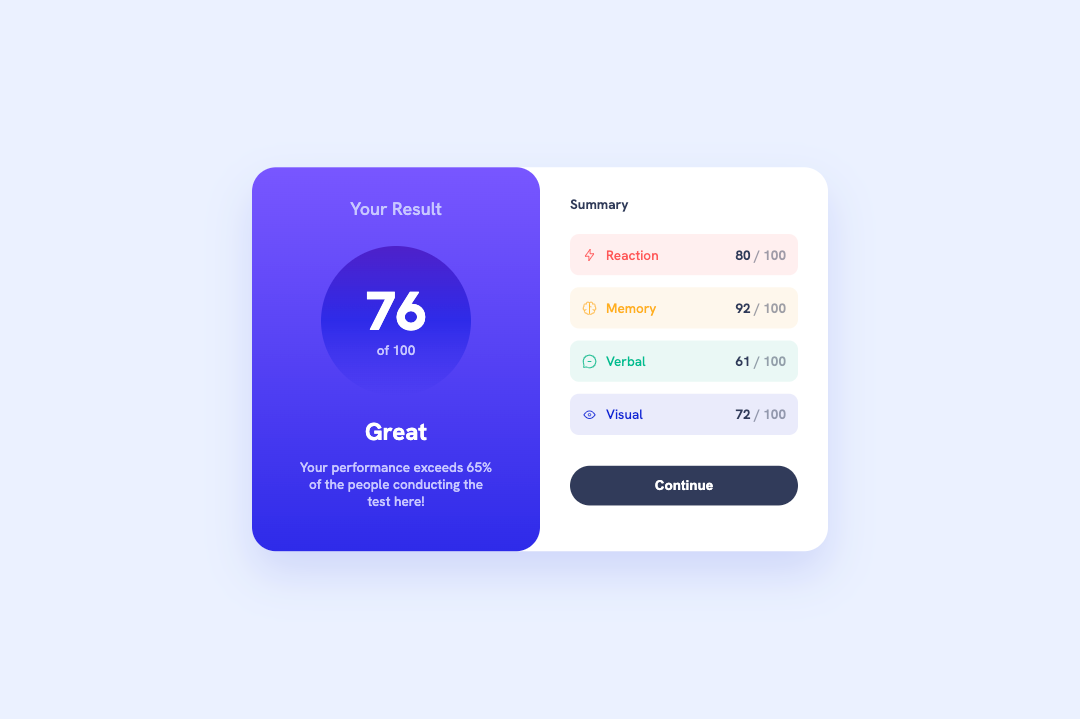 Your Result
76
of 100
Great
Your performance exceeds 65%
of the people conducting the
test here!
Summary
Reaction 80 / 100
Memory 92 / 100
Verbal 61 / 100
Visual 72 / 100
Continue